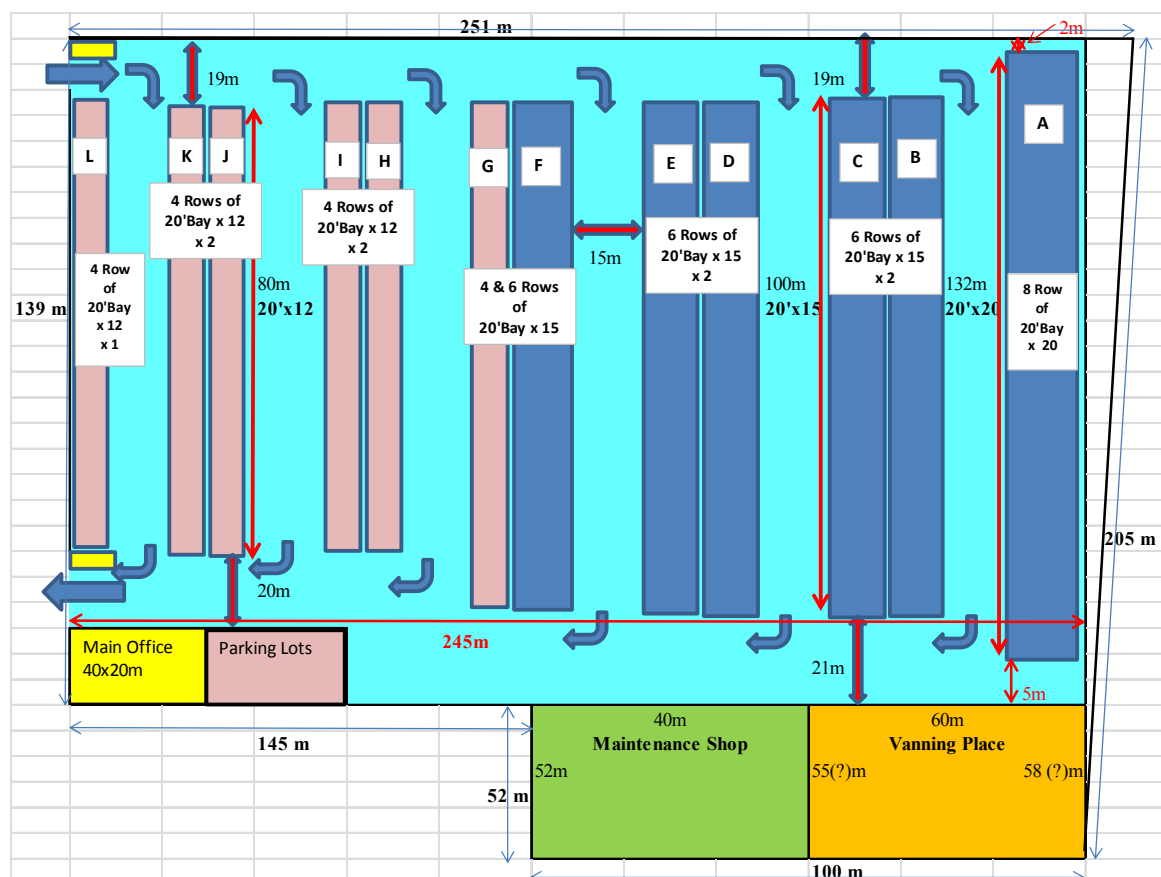 251 m
2m
19m
19m
A
L
K
J
I
H
G
F
E
D
C
B
4 Rows of
20'Bay x 12
x 2
4 Rows of
20'Bay x 12
x 2
6 Rows of
20'Bay x 15
x 2
6 Rows of
20'Bay x 15
x 2
15m
4 Row
of
20'Bay
x 12
x 1
4 & 6 Rows
of
20'Bay x 15
8 Row
of
20'Bay
x 20
139 m
80m
20'x12
100m
20'x15
132m
20'x20
205 m
20m
245m
21m
5m
Main Office
40x20m
Parking Lots
145 m
40m
Maintenance Shop
60m
Vanning Place
52m
52 m
55(?)m
58 (?)m
100 m